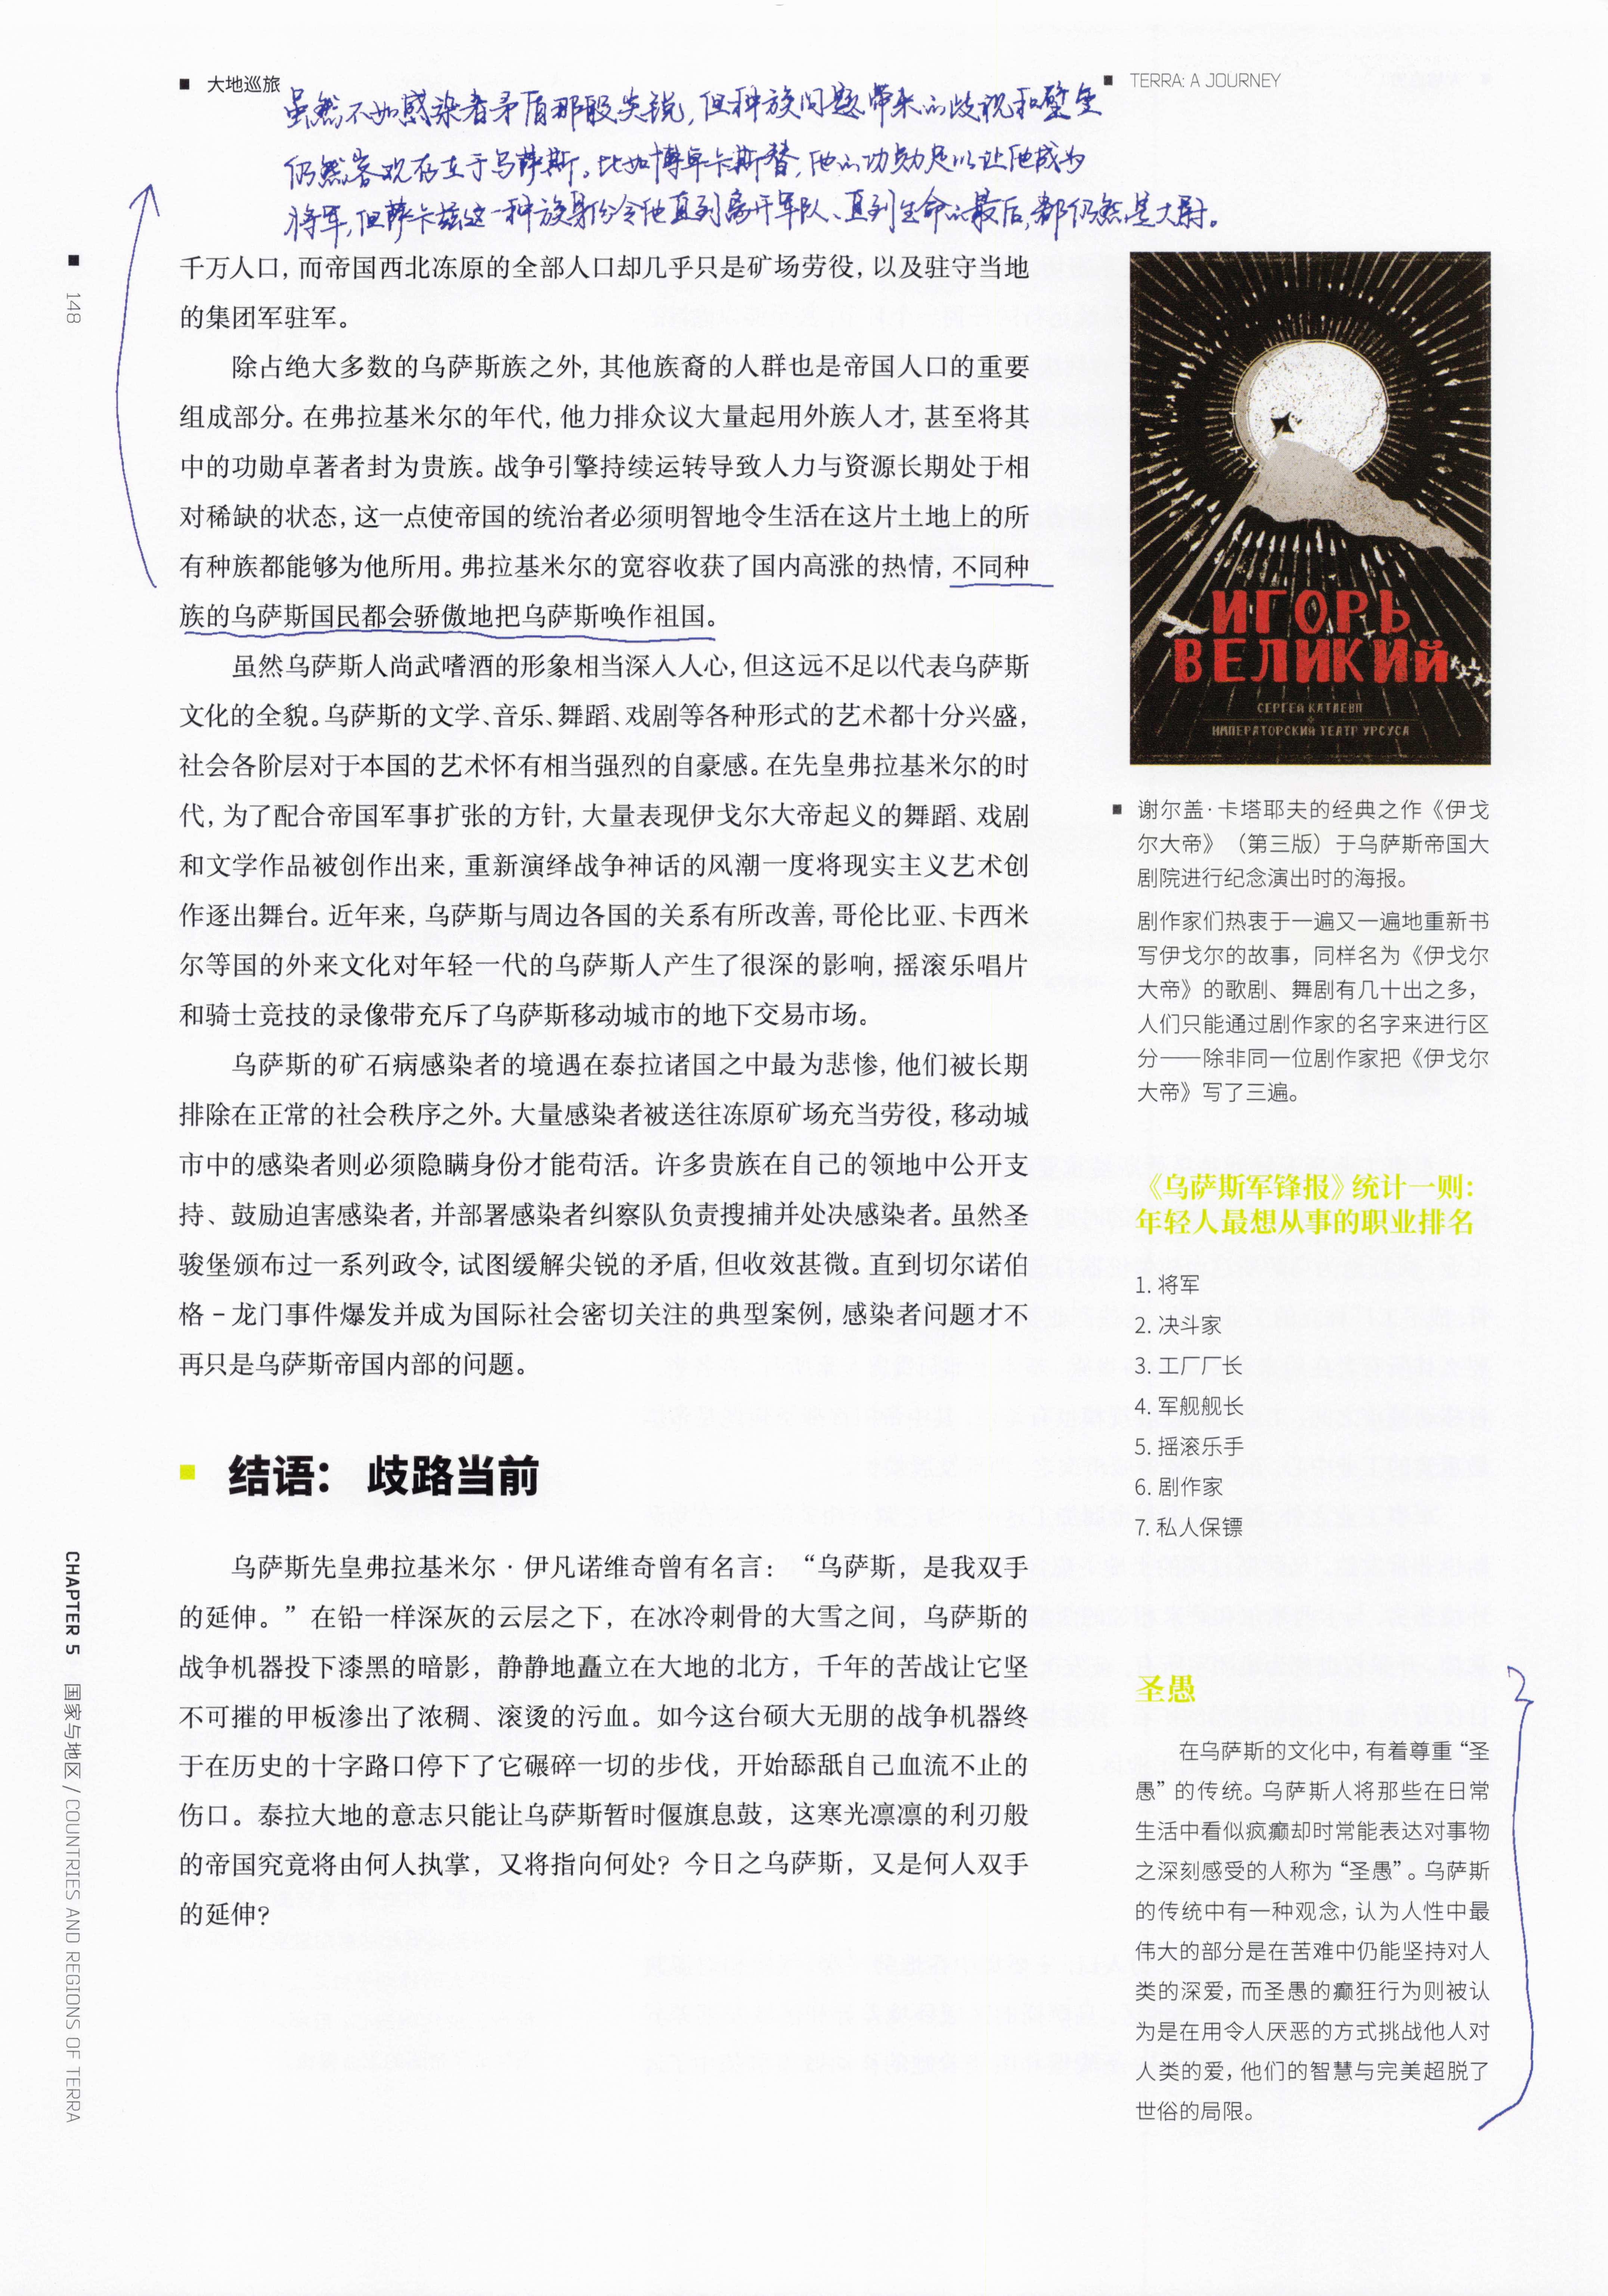 大地巡旅
TERRA: A JOURNEY
虽然不如感染者矛盾那般尖锐,但种族问题带来的歧视和壁垒
仍然客观存在于乌萨斯。比如博卓卡斯替,他的功勋足以让他成为
将军,但萨卡兹这一种族身份令他直到离开军队、直到生命的最后,都仍然是大尉。
148
千万人口,而帝国西北冻原的全部人口却几乎只是矿场劳役,以及驻守当地
的集团军驻军。
除占绝大多数的乌萨斯族之外,其他族裔的人群也是帝国人口的重要
组成部分。在弗拉基米尔的年代,他力排众议大量起用外族人才,甚至将其
中的功勋卓著者封为贵族。战争引擎持续运转导致人力与资源长期处于相
对稀缺的状态,这一点使帝国的统治者必须明智地令生活在这片土地上的所
有种族都能够为他所用。弗拉基米尔的宽容收获了国内高涨的热情,不同种
族的乌萨斯国民都会骄傲地把乌萨斯唤作祖国。
虽然乌萨斯人尚武嗜酒的形象相当深入人心,但这远不足以代表乌萨斯
文化的全貌。乌萨斯的文学、音乐、舞蹈、戏剧等各种形式的艺术都十分兴盛,
社会各阶层对于本国的艺术怀有相当强烈的自豪感。在先皇弗拉基米尔的时
代,为了配合帝国军事扩张的方针,大量表现伊戈尔大帝起义的舞蹈、戏剧
和文学作品被创作出来,重新演绎战争神话的风潮一度将现实主义艺术创
作逐出舞台。近年来,乌萨斯与周边各国的关系有所改善,哥伦比亚、卡西米
尔等国的外来文化对年轻一代的乌萨斯人产生了很深的影响,摇滚乐唱片
和骑士竞技的录像带充斥了乌萨斯移动城市的地下交易市场。
乌萨斯的矿石病感染者的境遇在泰拉诸国之中最为悲惨,他们被长期
排除在正常的社会秩序之外。大量感染者被送往冻原矿场充当劳役,移动城
市中的感染者则必须隐瞒身份才能苟活。许多贵族在自己的领地中公开支
持、鼓励迫害感染者,并部署感染者纠察队负责搜捕并处决感染者。虽然圣
骏堡颁布过一系列政令,试图缓解尖锐的矛盾,但收效甚微。直到切尔诺伯
格－龙门事件爆发并成为国际社会密切关注的典型案例,感染者问题才不
再只是乌萨斯帝国内部的问题。
结语: 歧路当前
乌萨斯先皇弗拉基米尔·伊凡诺维奇曾有名言:“乌萨斯,是我双手
的延伸。”在铅一样深灰的云层之下,在冰冷刺骨的大雪之间,乌萨斯的
战争机器投下漆黑的暗影,静静地矗立在大地的北方,千年的苦战让它坚
不可摧的甲板渗出了浓稠、滚烫的污血。如今这台硕大无朋的战争机器终
于在历史的十字路口停下了它碾碎一切的步伐,开始舔舐自己血流不止的
伤口。泰拉大地的意志只能让乌萨斯暂时偃旗息鼓,这寒光凛凛的利刃般
的帝国究竟将由何人执掌,又将指向何处?今日之乌萨斯,又是何人双手
的延伸?
ИГОРЬ
ВЕЛИКИЙ
СЕРГЕЙ КАТАЕВП
ИМПЕРАТОРСКИЙ ТЕАТР УРСУСА
谢尔盖·卡塔耶夫的经典之作《伊戈
尔大帝》(第三版)于乌萨斯帝国大
剧院进行纪念演出时的海报。
剧作家们热衷于一遍又一遍地重新书
写伊戈尔的故事,同样名为《伊戈尔
大帝》的歌剧、舞剧有几十出之多,
人们只能通过剧作家的名字来进行区
分——除非同一位剧作家把《伊戈尔
大帝》写了三遍。
《乌萨斯军锋报》统计一则:
年轻人最想从事的职业排名
1. 将军
2. 决斗家
3. 工厂厂长
4. 军舰舰长
5. 摇滚乐手
6. 剧作家
7. 私人保镖
圣愚
在乌萨斯的文化中,有着尊重“圣
愚”的传统。乌萨斯人将那些在日常
生活中看似疯癫却时常能表达对事物
之深刻感受的人称为“圣愚”。乌萨斯
的传统中有一种观念,认为人性中最
伟大的部分是在苦难中仍能坚持对人
类的深爱,而圣愚的癫狂行为则被认
为是在用令人厌恶的方式挑战他人对
人类的爱,他们的智慧与完美超脱了
世俗的局限。
CHAPTER 5 国家与地区 / COUNTRIES AND REGIONS OF TERRA